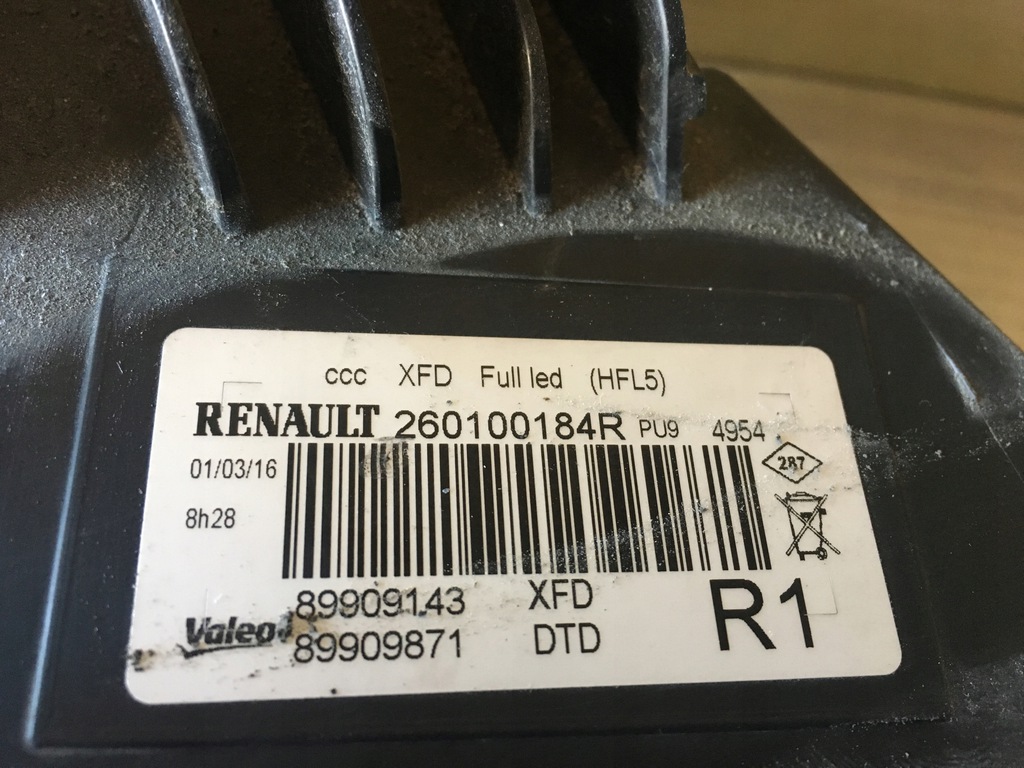 ccc XFD Full led (HFL5)
RENAULT 260100184R PU9 4954
01/03/16
287
8h28
89909143 XFD
R1
Valeo
89909871 DTD